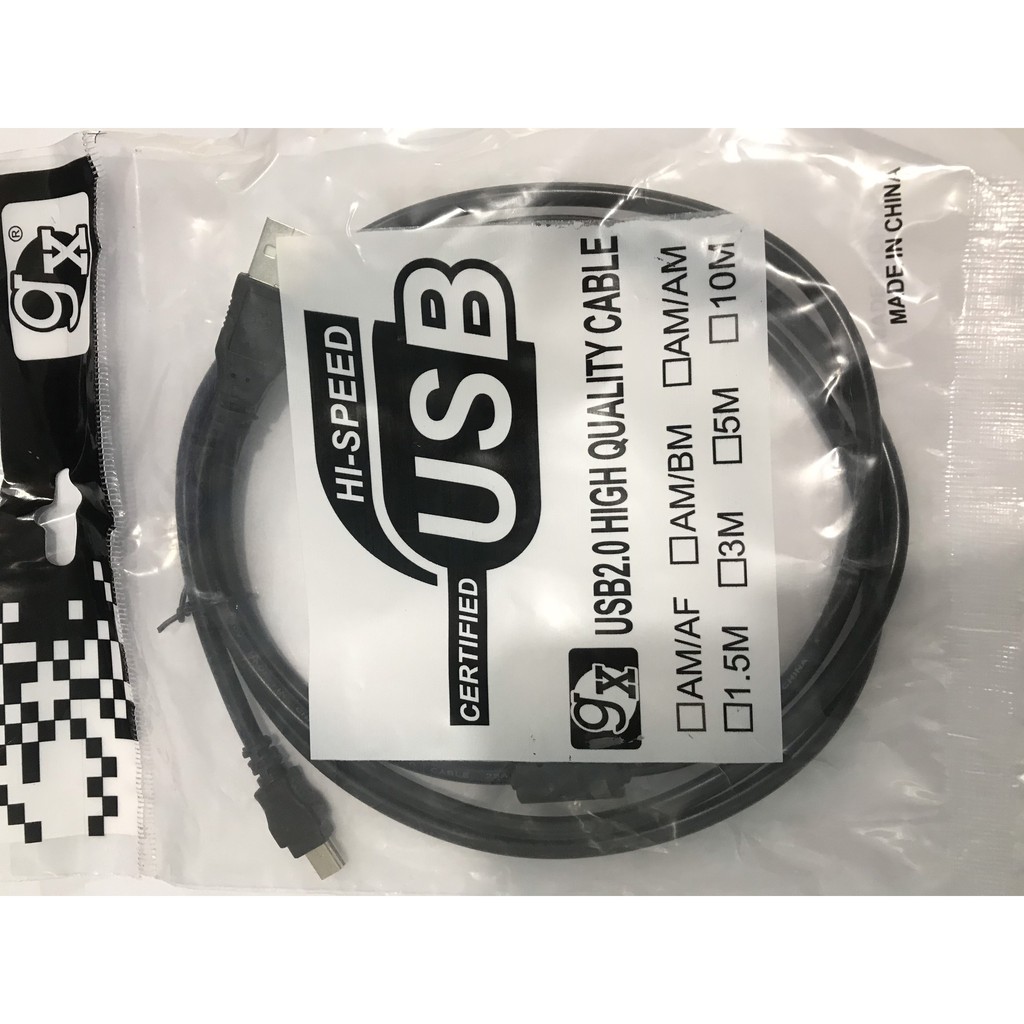 gx®
HI-SPEED
CERTIFIED
USB
gx USB2.0 HIGH QUALITY CABLE
☐AM/AF ☐AM/BM ☐AM/AM
☐1.5M ☐3M ☐5M ☐10M
MADE IN CHINA
CABLE